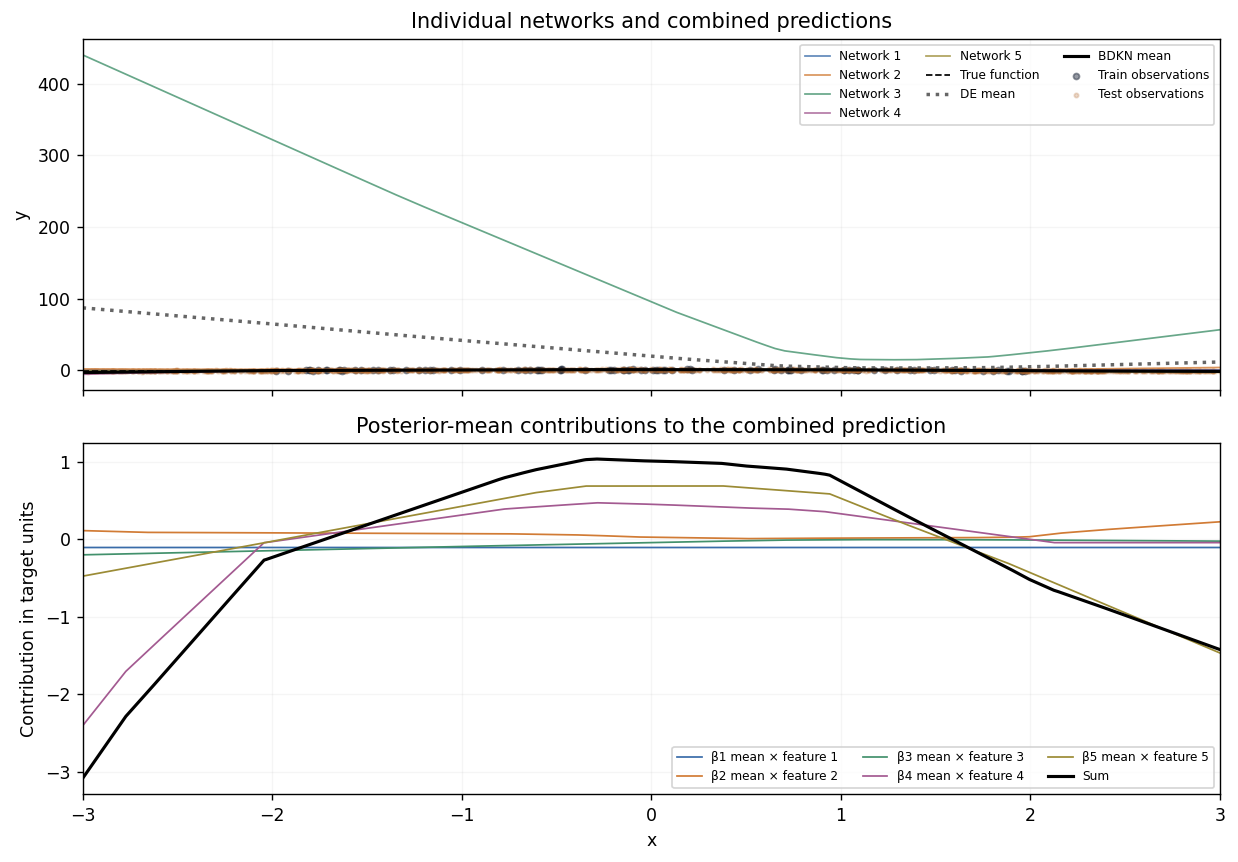 Individual networks and combined predictions
400
300
200
100
0
y
Network 1
Network 2
Network 3
Network 4
Network 5
True function
DE mean
BDKN mean
Train observations
Test observations
Posterior-mean contributions to the combined prediction
1
0
−1
−2
−3
Contribution in target units
β1 mean × feature 1
β2 mean × feature 2
β3 mean × feature 3
β4 mean × feature 4
β5 mean × feature 5
Sum
−3 −2 −1 0 1 2 3
x